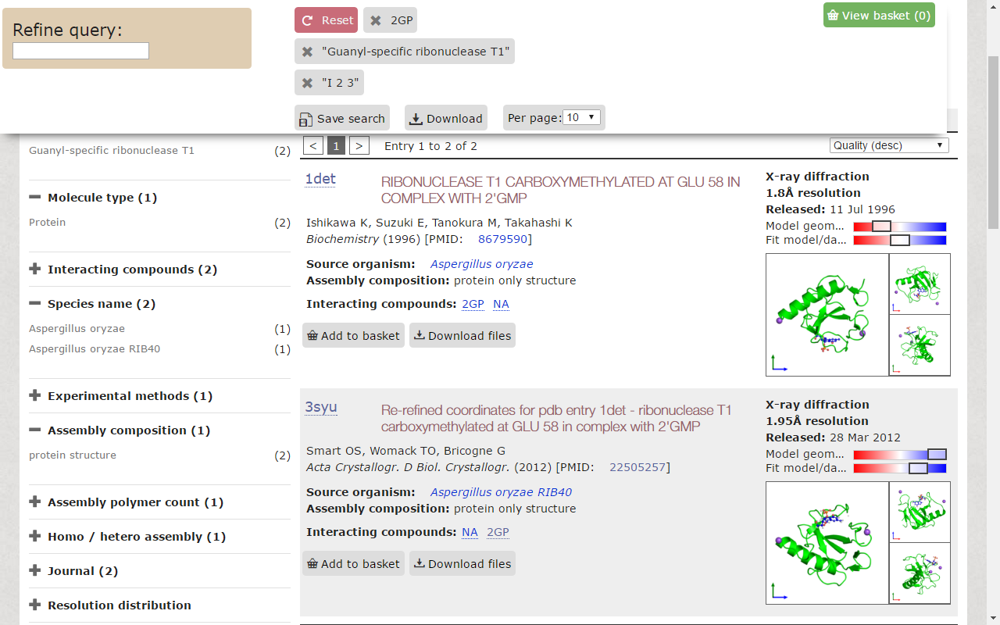 Refine query:
Reset
2GP
View basket (0)
"Guanyl-specific ribonuclease T1"
"I 2 3"
Save search
Download
Per page: 10
Guanyl-specific ribonuclease T1 (2)
Molecule type (1)
Protein (2)
Interacting compounds (2)
Species name (2)
Aspergillus oryzae (1)
Aspergillus oryzae RIB40 (1)
Experimental methods (1)
Assembly composition (1)
protein structure (2)
Assembly polymer count (1)
Homo / hetero assembly (1)
Journal (2)
Resolution distribution
< 1 > Entry 1 to 2 of 2
Quality (desc)
1det
RIBONUCLEASE T1 CARBOXYMETHYLATED AT GLU 58 IN
COMPLEX WITH 2'GMP
Ishikawa K, Suzuki E, Tanokura M, Takahashi K
Biochemistry (1996) [PMID: 8679590]
Source organism: Aspergillus oryzae
Assembly composition: protein only structure
Interacting compounds: 2GP NA
Add to basket
Download files
X-ray diffraction
1.8Å resolution
Released: 11 Jul 1996
Model geom...
Fit model/da...
3syu
Re-refined coordinates for pdb entry 1det - ribonuclease T1
carboxymethylated at GLU 58 in complex with 2'GMP
Smart OS, Womack TO, Bricogne G
Acta Crystallogr. D Biol. Crystallogr. (2012) [PMID: 22505257]
Source organism: Aspergillus oryzae RIB40
Assembly composition: protein only structure
Interacting compounds: NA 2GP
Add to basket
Download files
X-ray diffraction
1.95Å resolution
Released: 28 Mar 2012
Model geom...
Fit model/da...